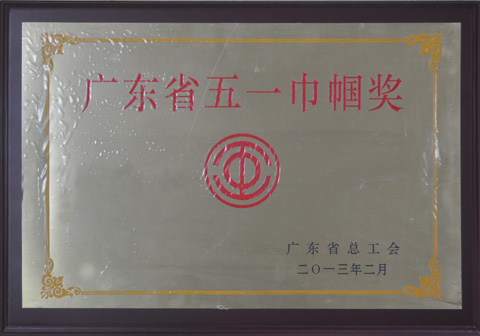 广东省五一巾帼奖
广东省总工会
二〇一三年二月